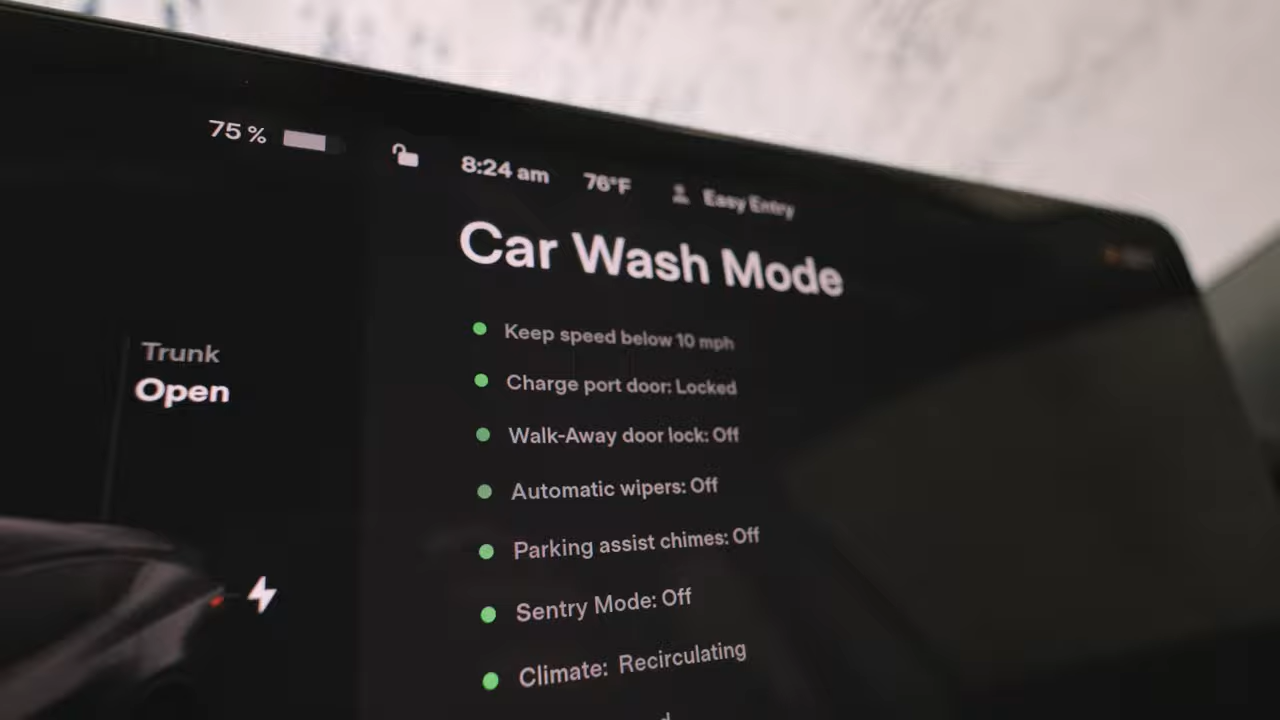 75 %
8:24 am
76°F
Easy Entry
Car Wash Mode
Keep speed below 10 mph
Charge port door: Locked
Walk-Away door lock: Off
Automatic wipers: Off
Parking assist chimes: Off
Sentry Mode: Off
Climate: Recirculating
Trunk
Open